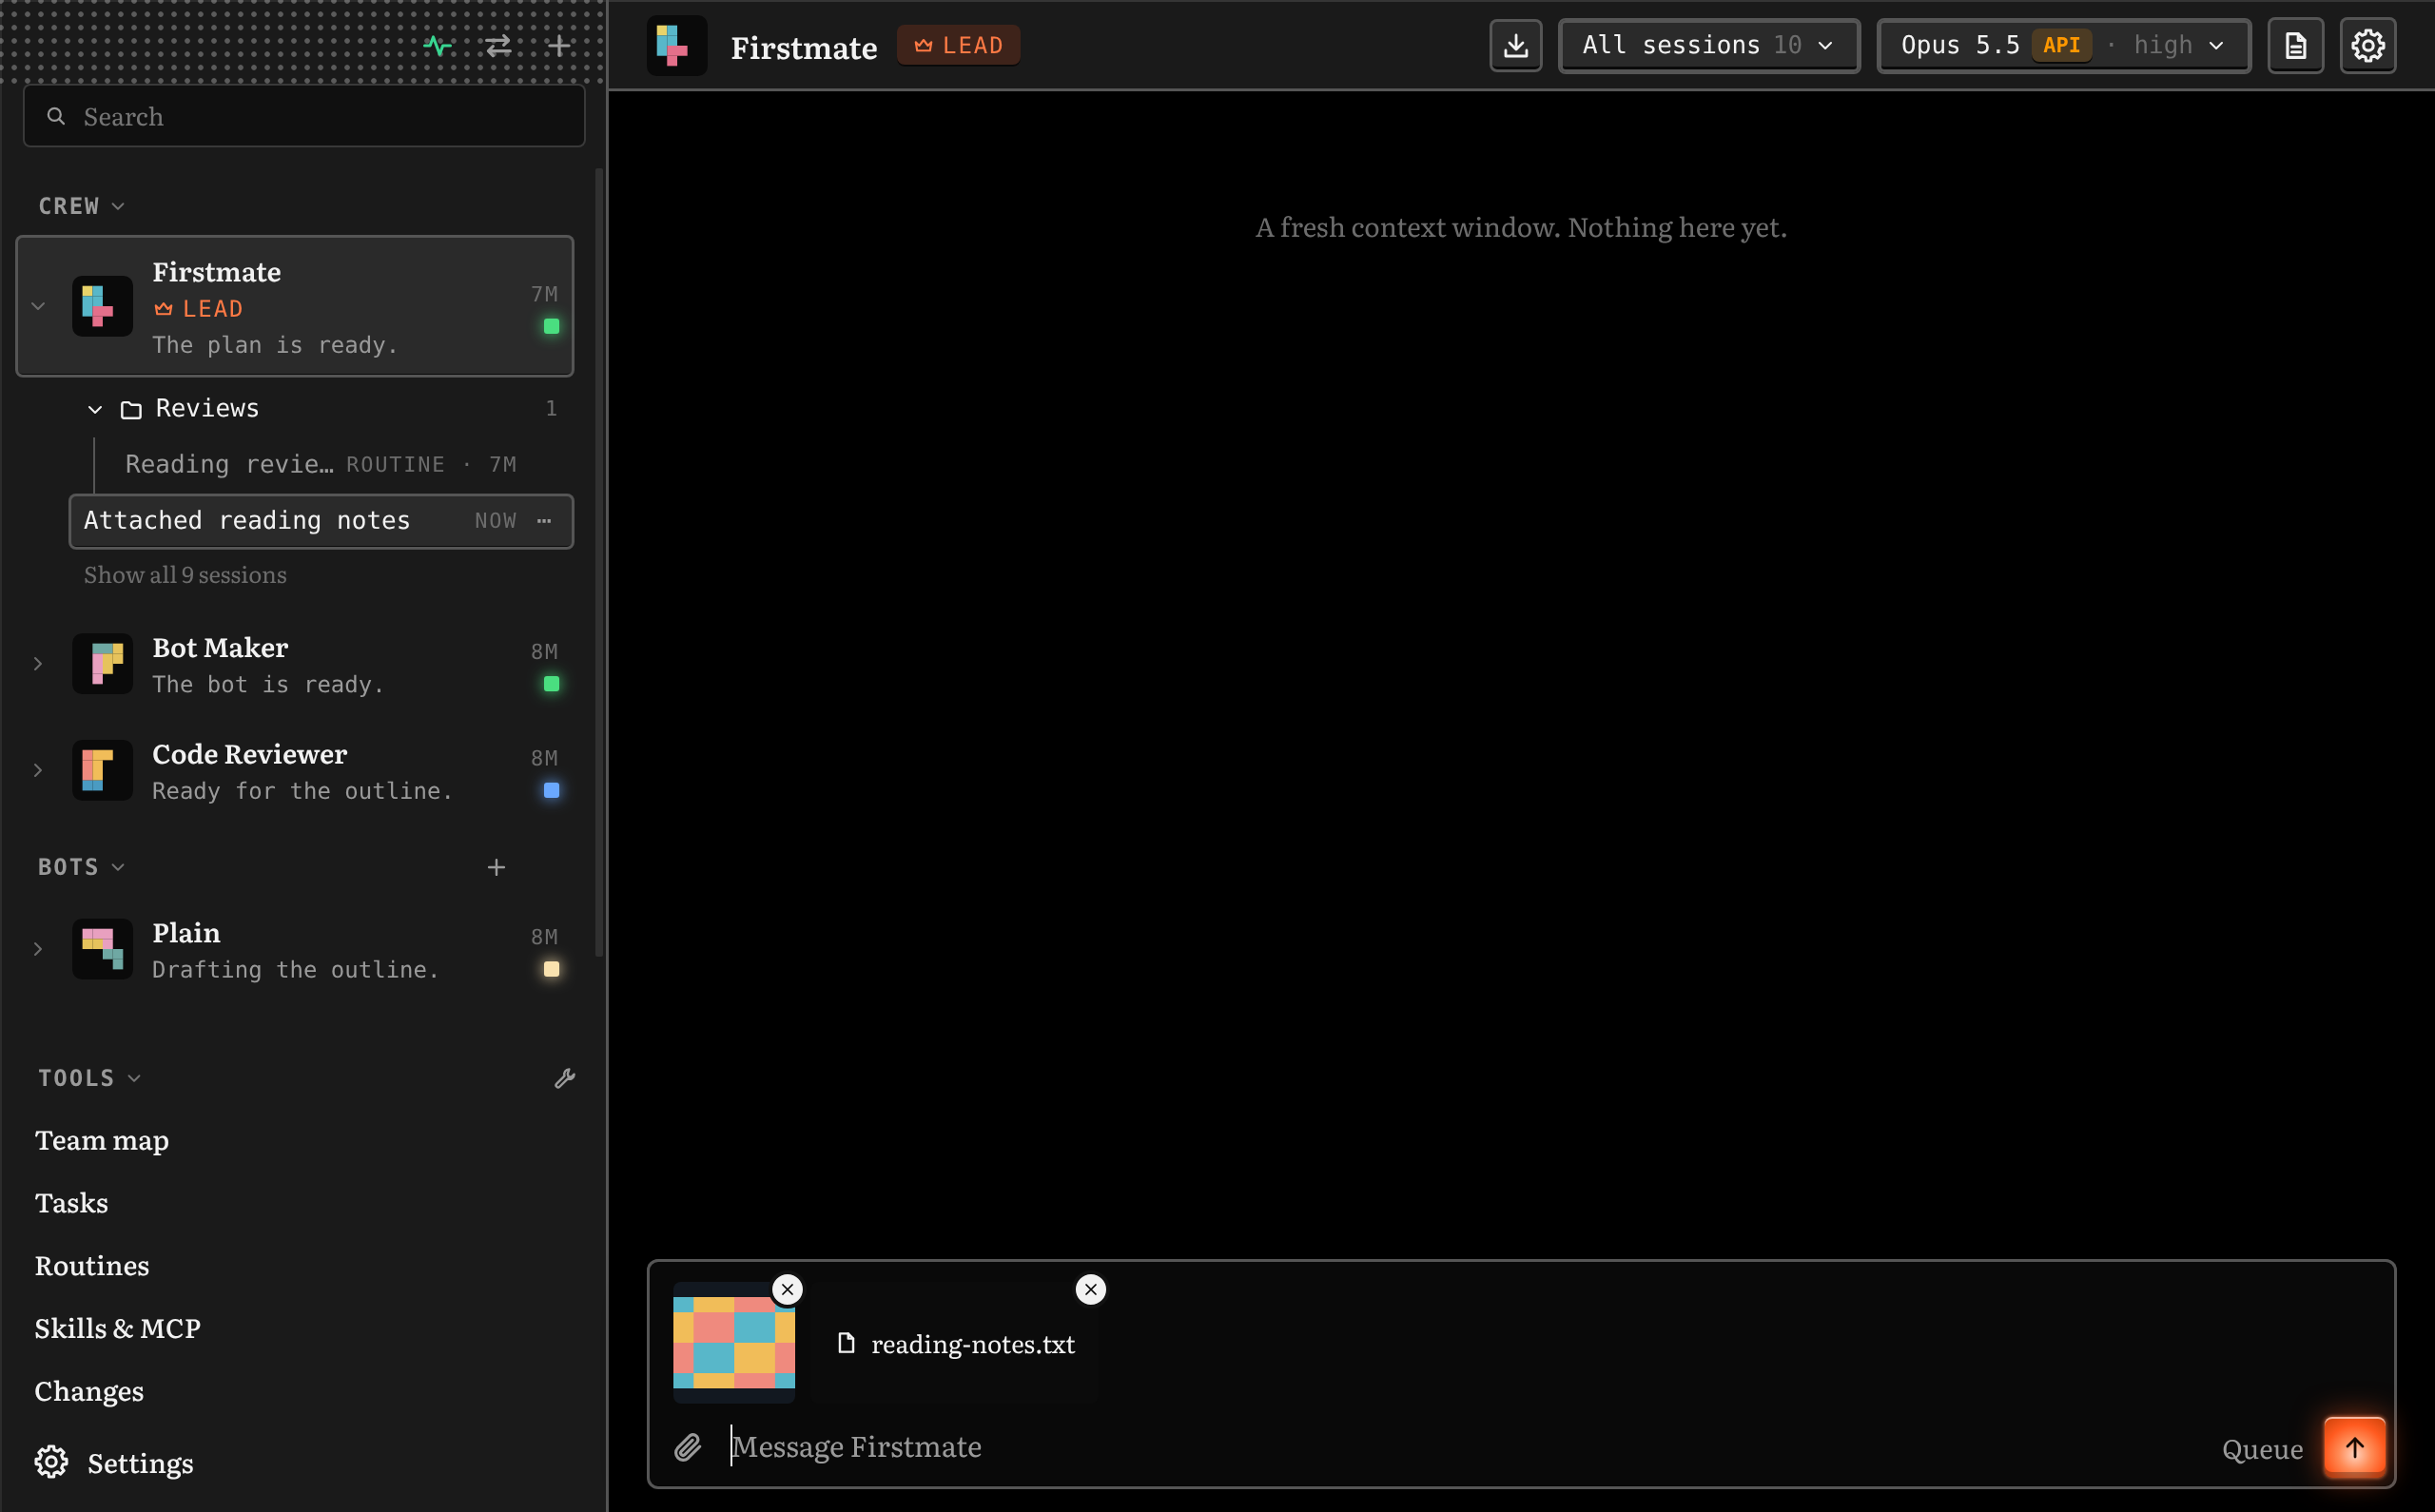 Search
CREW
Firstmate
LEAD
The plan is ready.
7M
Reviews 1
Reading revie… ROUTINE · 7M
Attached reading notes NOW
Show all 9 sessions
Bot Maker 8M
The bot is ready.
Code Reviewer 8M
Ready for the outline.
BOTS
Plain 8M
Drafting the outline.
TOOLS
Team map
Tasks
Routines
Skills & MCP
Changes
Settings
Firstmate LEAD All sessions 10 Opus 5.5 API · high
A fresh context window. Nothing here yet.
reading-notes.txt
Message Firstmate Queue